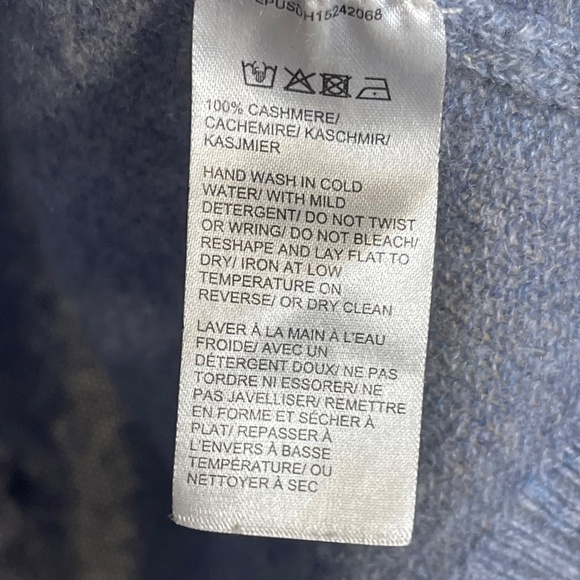 100% CASHMERE/
CACHEMIRE/ KASCHMIR/
KASJMIER
HAND WASH IN COLD
WATER/ WITH MILD
DETERGENT/ DO NOT TWIST
OR WRING/ DO NOT BLEACH/
RESHAPE AND LAY FLAT TO
DRY/ IRON AT LOW
TEMPERATURE ON
REVERSE/ OR DRY CLEAN
LAVER À LA MAIN À L'EAU
FROIDE/ AVEC UN
DÉTERGENT DOUX/ NE PAS
TORDRE NI ESSORER/ NE
PAS JAVELLISER/ REMETTRE
EN FORME ET SÉCHER À
PLAT/ REPASSER À
L'ENVERS À BASSE
TEMPÉRATURE/ OU
NETTOYER À SEC